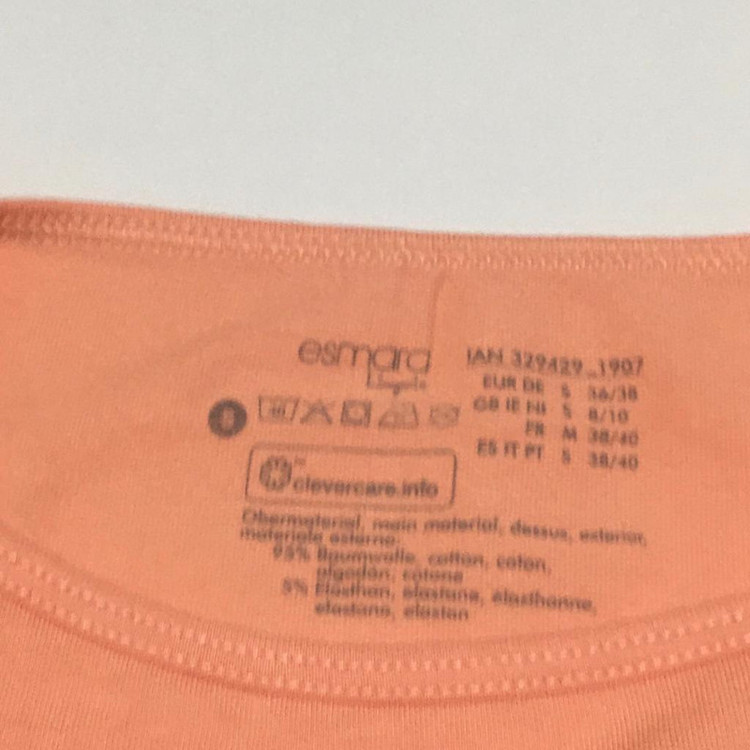 esmara
IAN 329429_1907
EUR DE S 36/38
GB IE NI S 8/10
FR M 38/40
ES IT PT S 38/40
clevercare.info
Obermaterial, main material, dessus, exterior,
materiale esterno:
95% Baumwolle, cotton, coton,
algodón, cotone
5% Elasthan, elastane, élasthanne,
elastano, elastan